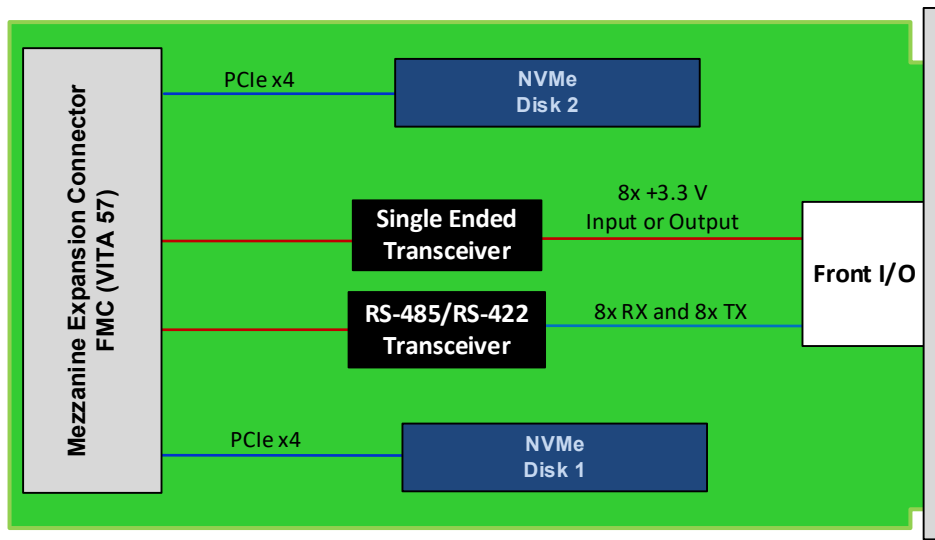 Mezzanine Expansion Connector
FMC (VITA 57)
PCIe x4
NVMe
Disk 2
Single Ended
Transceiver
8x +3.3 V
Input or Output
Front I/O
RS-485/RS-422
Transceiver
8x RX and 8x TX
PCIe x4
NVMe
Disk 1